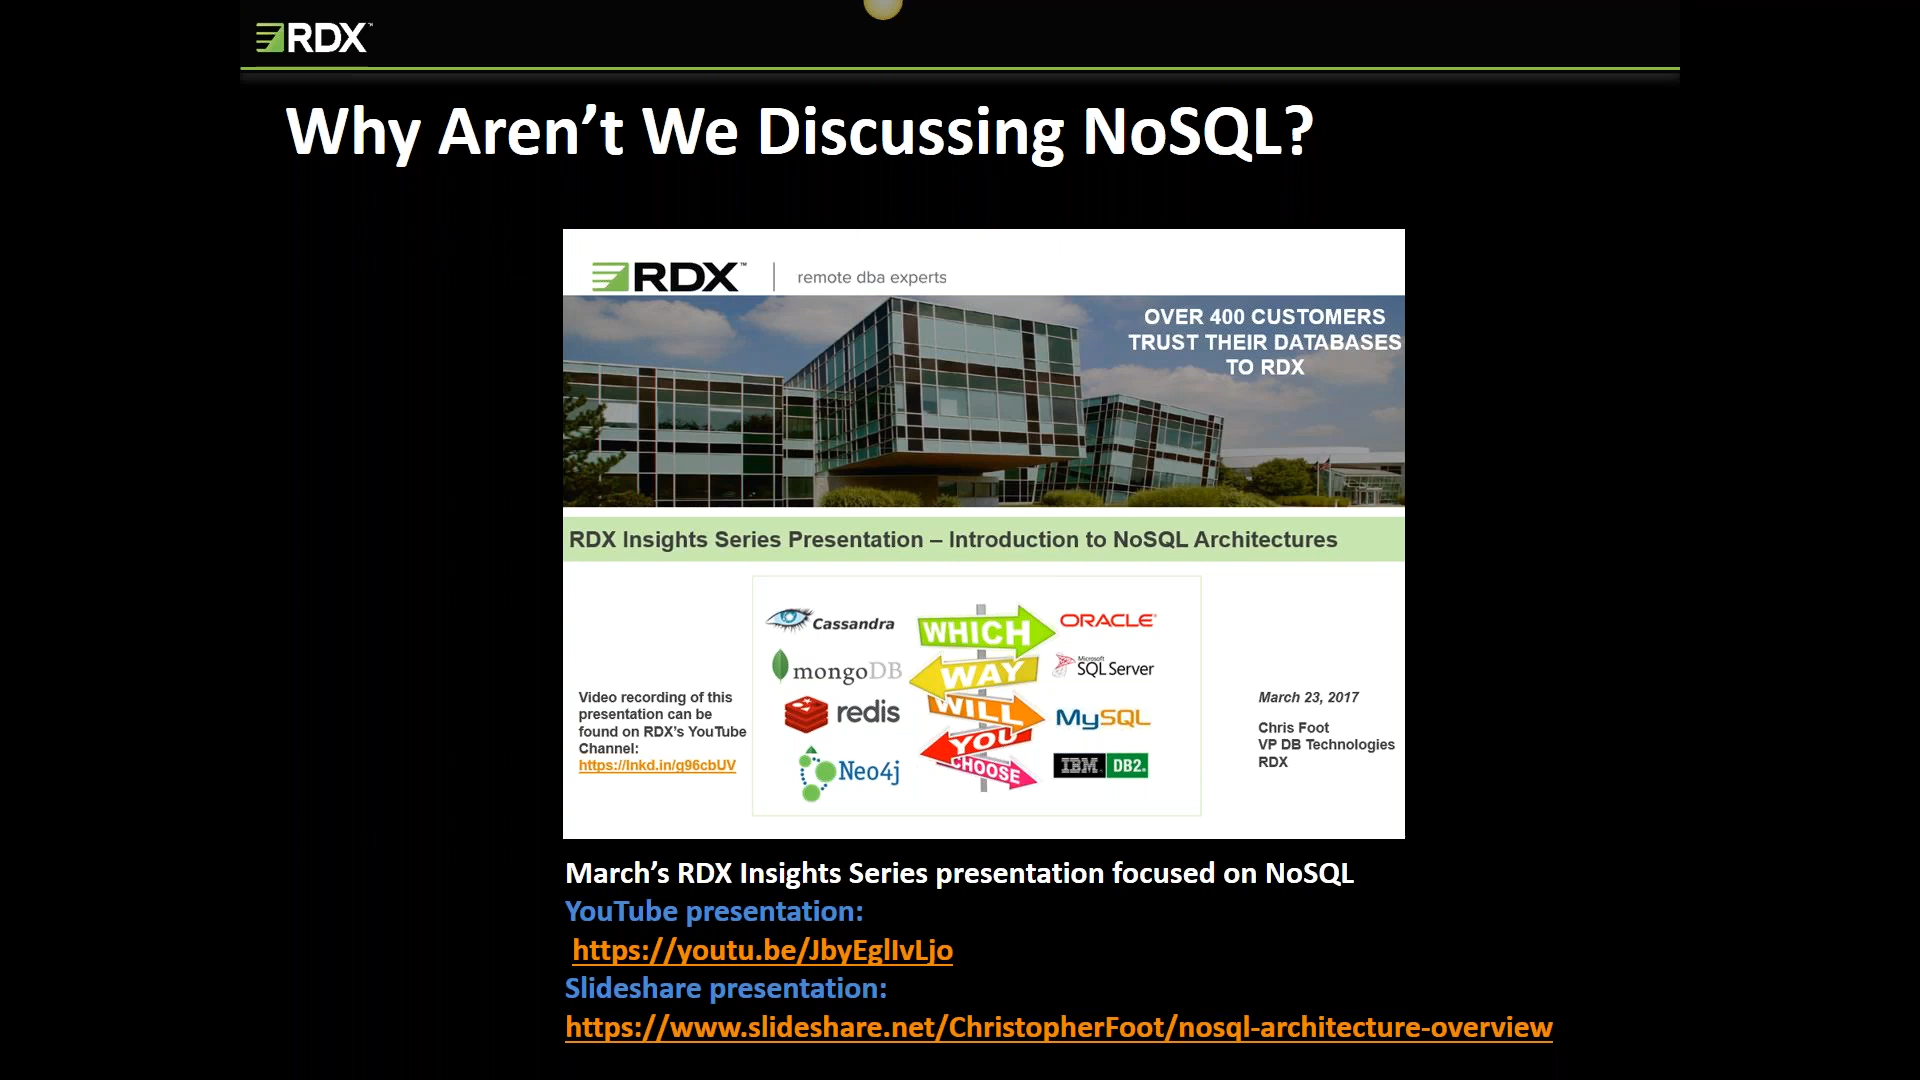 RDX™
Why Aren’t We Discussing NoSQL?
RDX™ | remote dba experts
OVER 400 CUSTOMERS
TRUST THEIR DATABASES
TO RDX
RDX Insights Series Presentation – Introduction to NoSQL Architectures
Cassandra
mongoDB
redis
Neo4j
WHICH
WAY
WILL
YOU
CHOOSE
ORACLE
Microsoft
SQL Server
MySQL
IBM DB2.
Video recording of this
presentation can be
found on RDX’s YouTube
Channel:
https://lnkd.in/g96cbUV
March 23, 2017
Chris Foot
VP DB Technologies
RDX
March’s RDX Insights Series presentation focused on NoSQL
YouTube presentation:
https://youtu.be/JbyEglIvLjo
Slideshare presentation:
https://www.slideshare.net/ChristopherFoot/nosql-architecture-overview